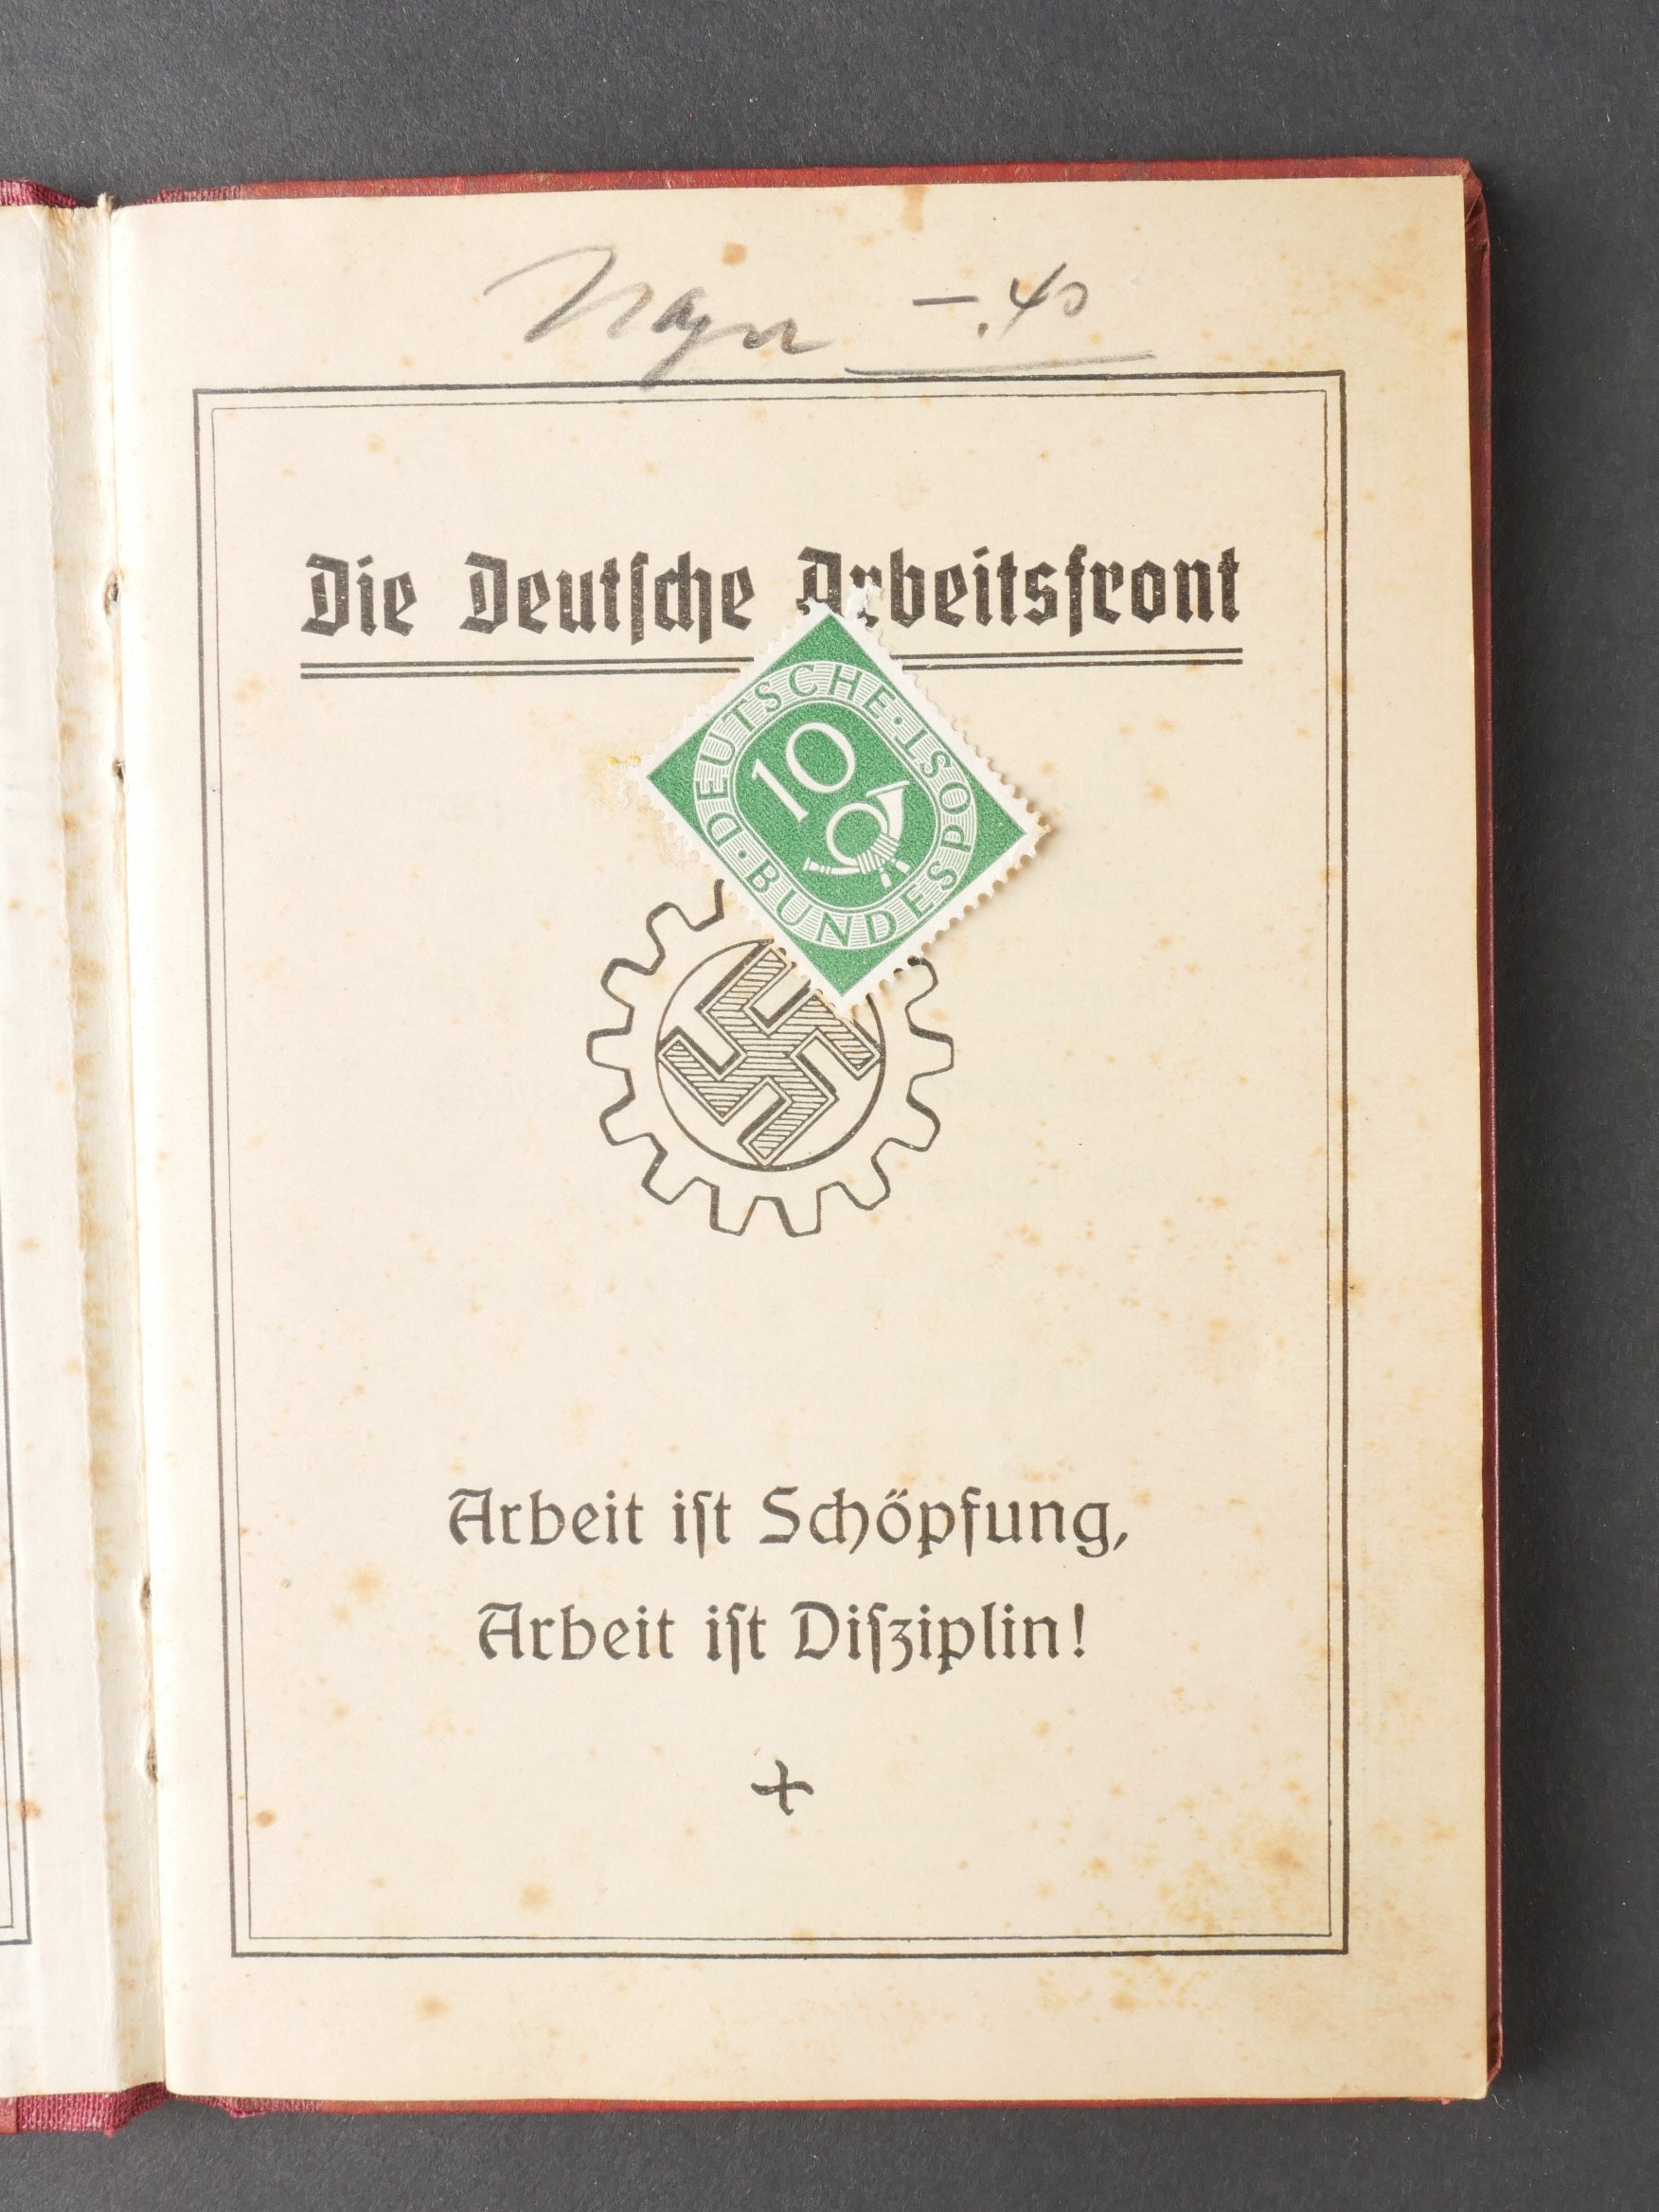 — .40
Die Deutſche Arbeitsfront
10
DEUTSCHE · BUNDESPOST
Arbeit iſt Schöpfung,
Arbeit iſt Diſziplin!